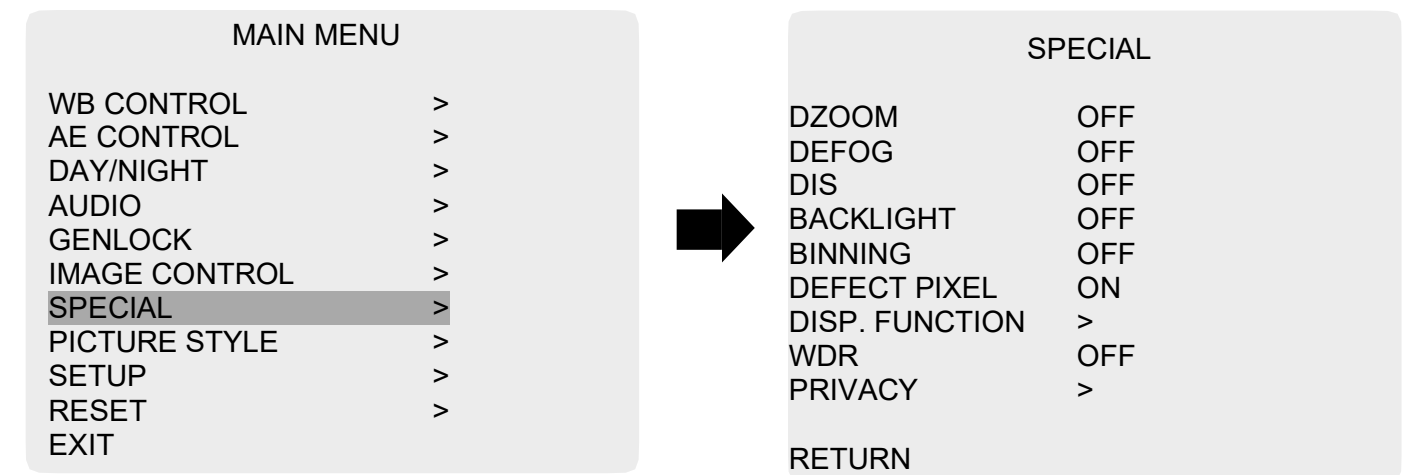 MAIN MENU
WB CONTROL >
AE CONTROL >
DAY/NIGHT >
AUDIO >
GENLOCK >
IMAGE CONTROL >
SPECIAL >
PICTURE STYLE >
SETUP >
RESET >
EXIT
SPECIAL
DZOOM OFF
DEFOG OFF
DIS OFF
BACKLIGHT OFF
BINNING OFF
DEFECT PIXEL ON
DISP. FUNCTION >
WDR OFF
PRIVACY >
RETURN